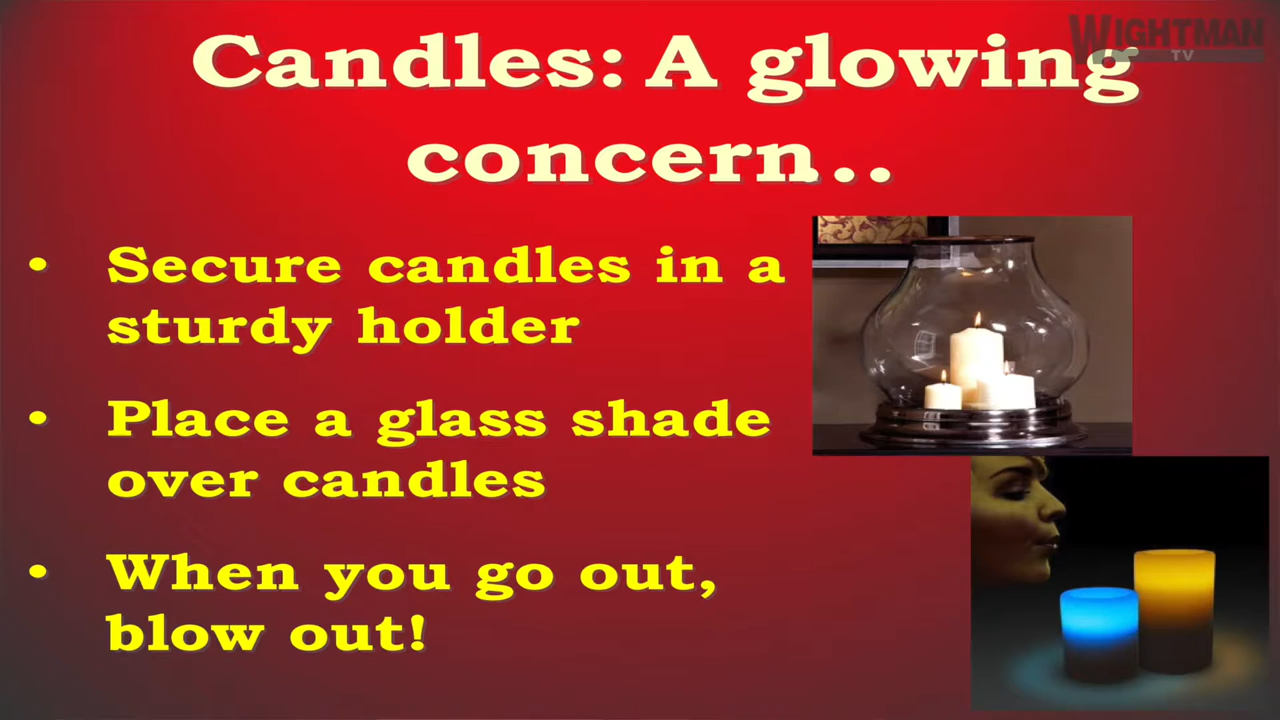 WIGHTMAN
TV
Candles: A glowing
concern..
• Secure candles in a
sturdy holder
• Place a glass shade
over candles
• When you go out,
blow out!